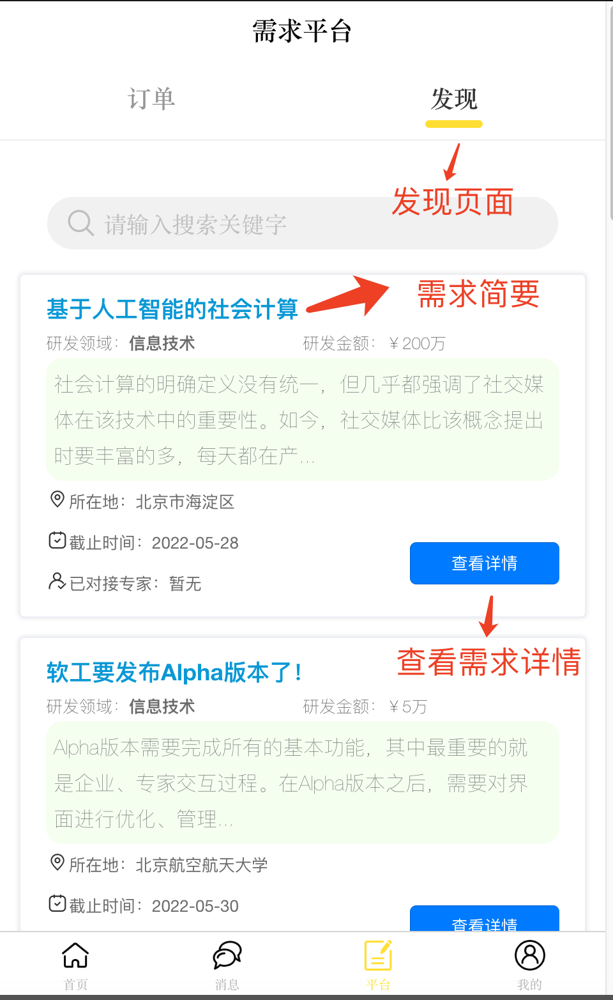 需求平台
订单
发现
发现页面
请输入搜索关键字
基于人工智能的社会计算
需求简要
研发领域：信息技术
研发金额：￥200万
社会计算的明确定义没有统一，但几乎都强调了社交媒
体在该技术中的重要性。如今，社交媒体比该概念提出
时要丰富的多，每天都在产...
所在地：北京市海淀区
截止时间：2022-05-28
查看详情
已对接专家：暂无
查看需求详情
软工要发布Alpha版本了！
研发领域：信息技术
研发金额：￥5万
Alpha版本需要完成所有的基本功能，其中最重要的就
是企业、专家交互过程。在Alpha版本之后，需要对界
面进行优化、管理...
所在地：北京航空航天大学
截止时间：2022-05-30
查看详情
首页
消息
平台
我的